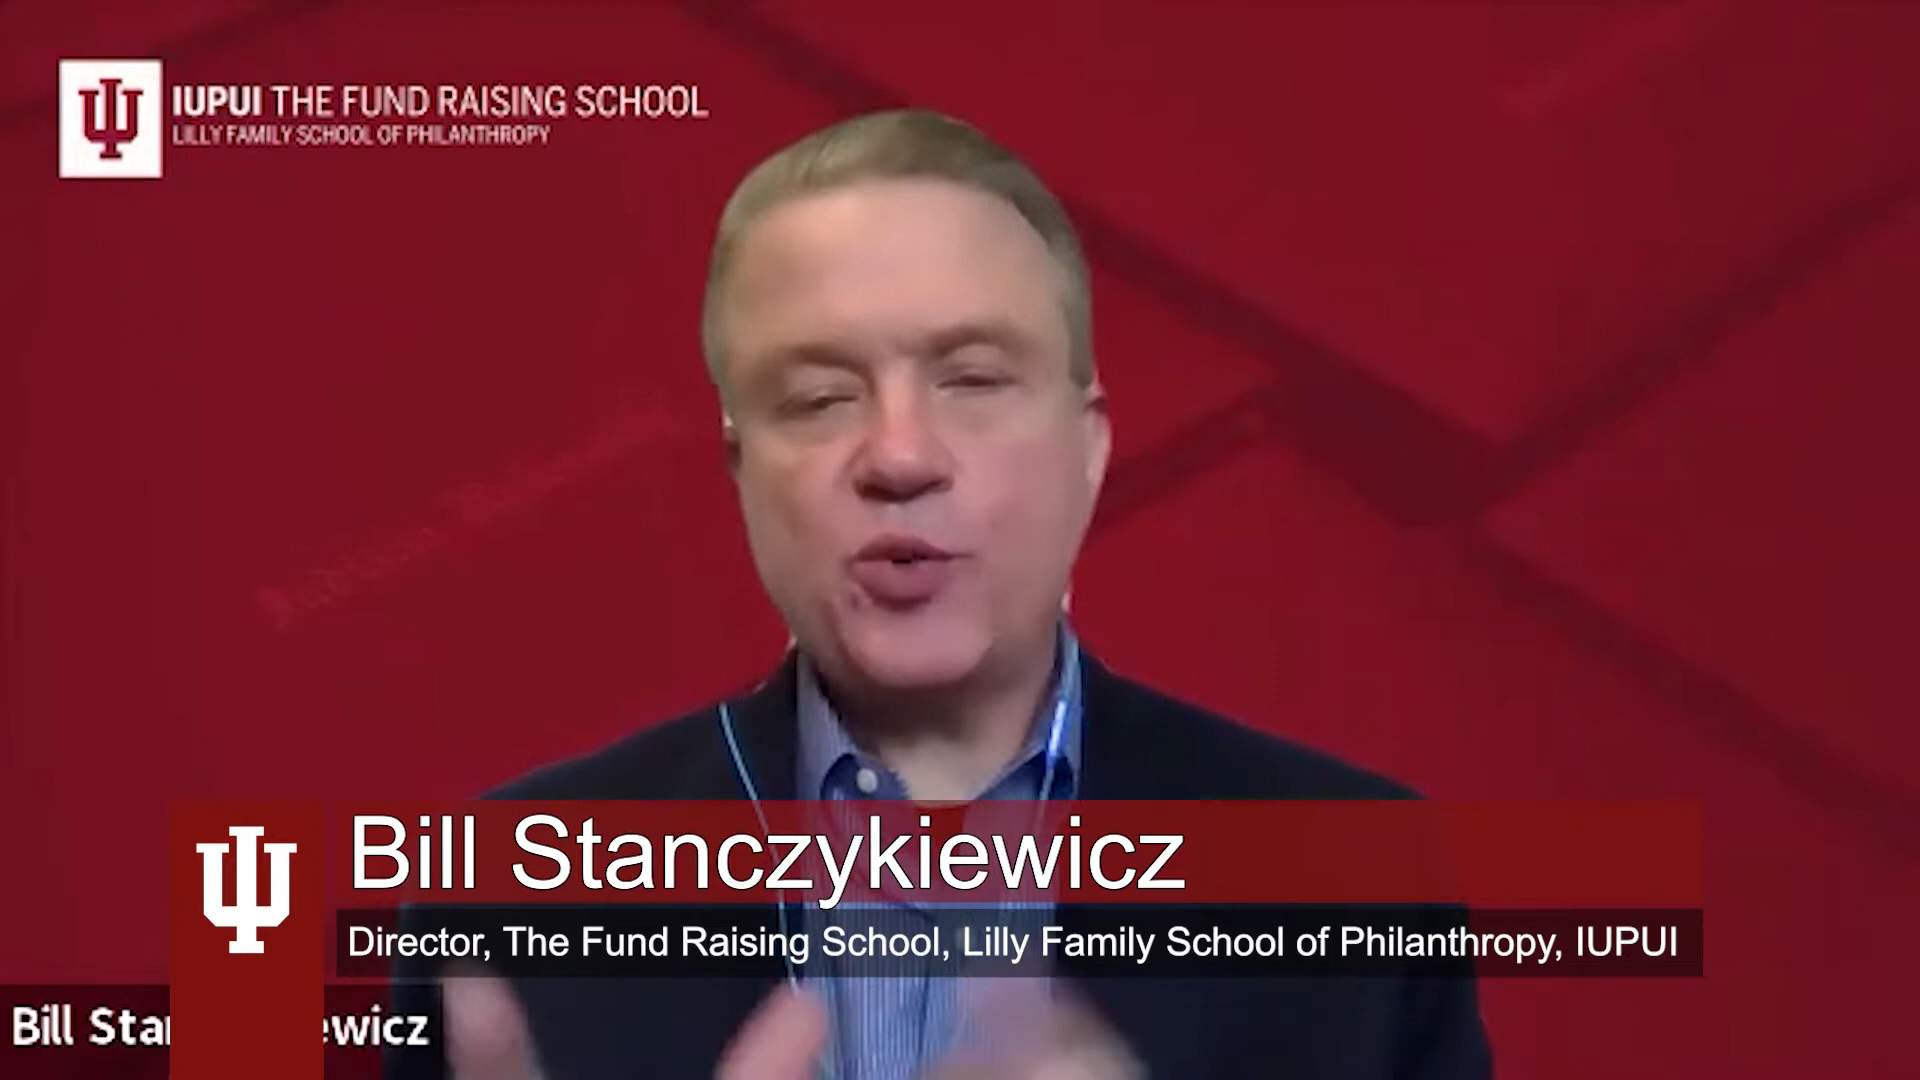 IUPUI THE FUND RAISING SCHOOL
LILLY FAMILY SCHOOL OF PHILANTHROPY
Bill Stanczykiewicz
Director, The Fund Raising School, Lilly Family School of Philanthropy, IUPUI
Bill Sta ewicz